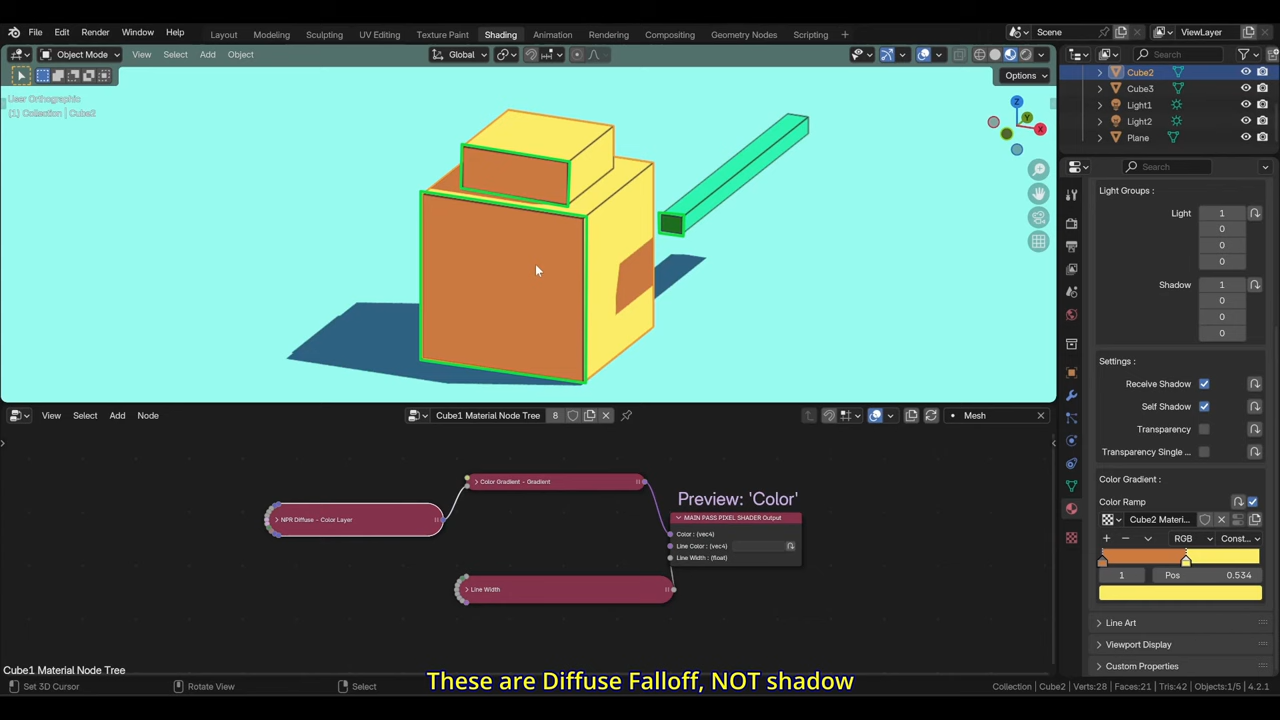 File Edit Render Window Help Layout Modeling Sculpting UV Editing Texture Paint Shading Animation Rendering Compositing Geometry Nodes Scripting + Scene ViewLayer
Object Mode View Select Add Object Global Search
Options
User Orthographic
(1) Collection | Cube2
Z
Y
X
Cube2
Cube3
Light1
Light2
Plane
Search
Light Groups :
Light 1
0
0
0
Shadow 1
0
0
0
Settings :
Receive Shadow
Self Shadow
Transparency
Transparency Single ...
Color Gradient :
Color Ramp
Cube2 Materi...
RGB Const...
1 Pos 0.534
Line Art
Viewport Display
Custom Properties
View Select Add Node Cube1 Material Node Tree 8 Mesh
Color Gradient - Gradient
NPR Diffuse - Color Layer
Line Width
Preview: 'Color'
MAIN PASS PIXEL SHADER Output
Color : (vec4)
Line Color : (vec4)
Line Width : (float)
Cube1 Material Node Tree
These are Diffuse Falloff, NOT shadow
Set 3D Cursor Rotate View Select Collection | Cube2 | Verts:28 | Faces:21 | Tris:42 | Objects:1/5 | 4.2.1